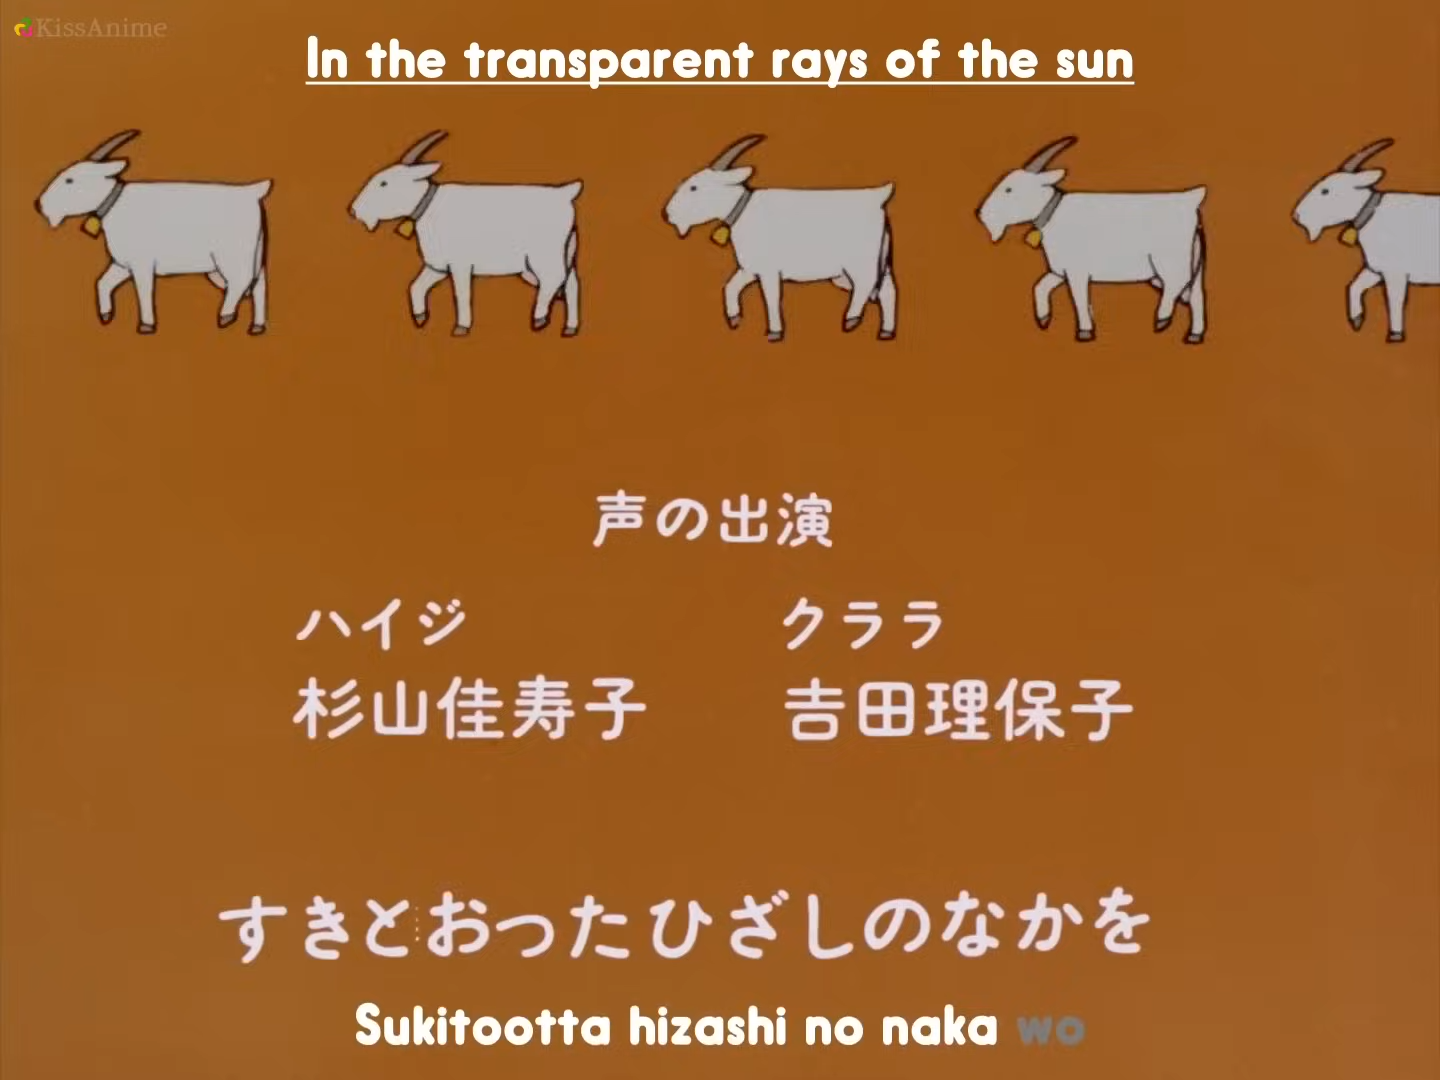 KissAnime
In the transparent rays of the sun
声の出演
ハイジ クララ
杉山佳寿子 吉田理保子
すきとおったひざしのなかを
Sukitootta hizashi no naka wo